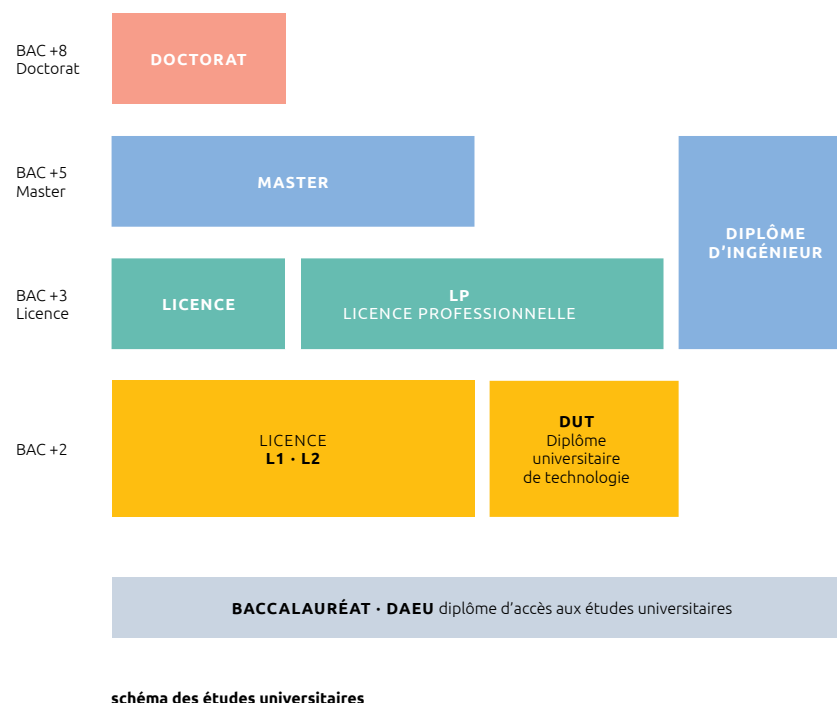 BAC +8
Doctorat
DOCTORAT
BAC +5
Master
MASTER
DIPLÔME
D'INGÉNIEUR
BAC +3
Licence
LICENCE
LP
LICENCE PROFESSIONNELLE
BAC +2
LICENCE
L1 · L2
DUT
Diplôme
universitaire
de technologie
BACCALAURÉAT · DAEU diplôme d'accès aux études universitaires
schéma des études universitaires